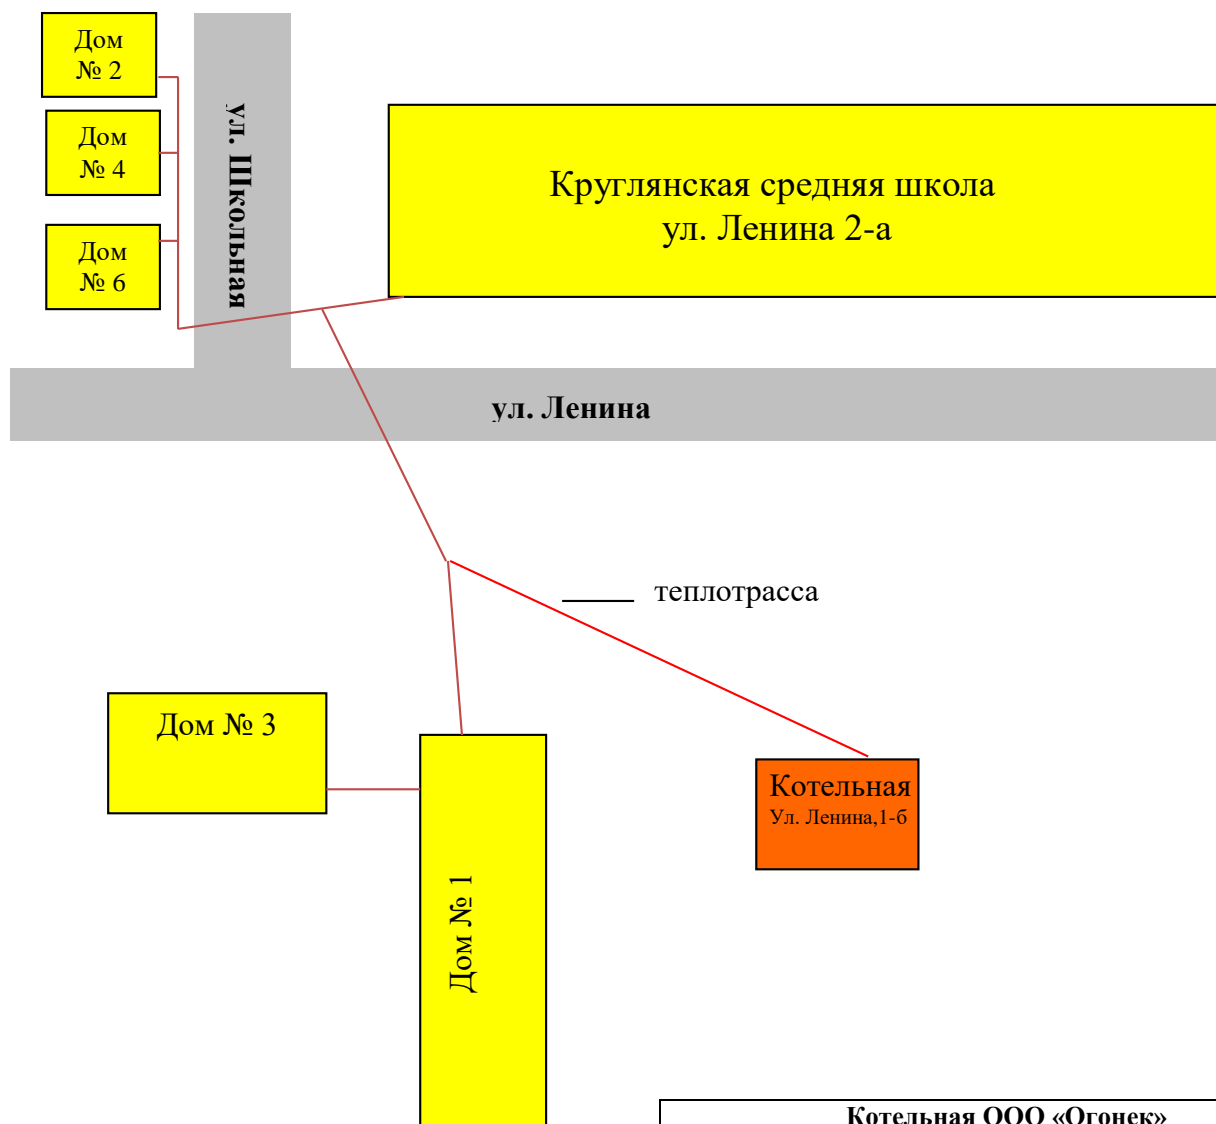 Дом
№ 2
Дом
№ 4
Дом
№ 6
ул. Школьная
Круглянская средняя школа
ул. Ленина 2-а
ул. Ленина
теплотрасса
Дом № 3
Дом № 1
Котельная
Ул. Ленина,1-б
Котельная ООО «Огонек»